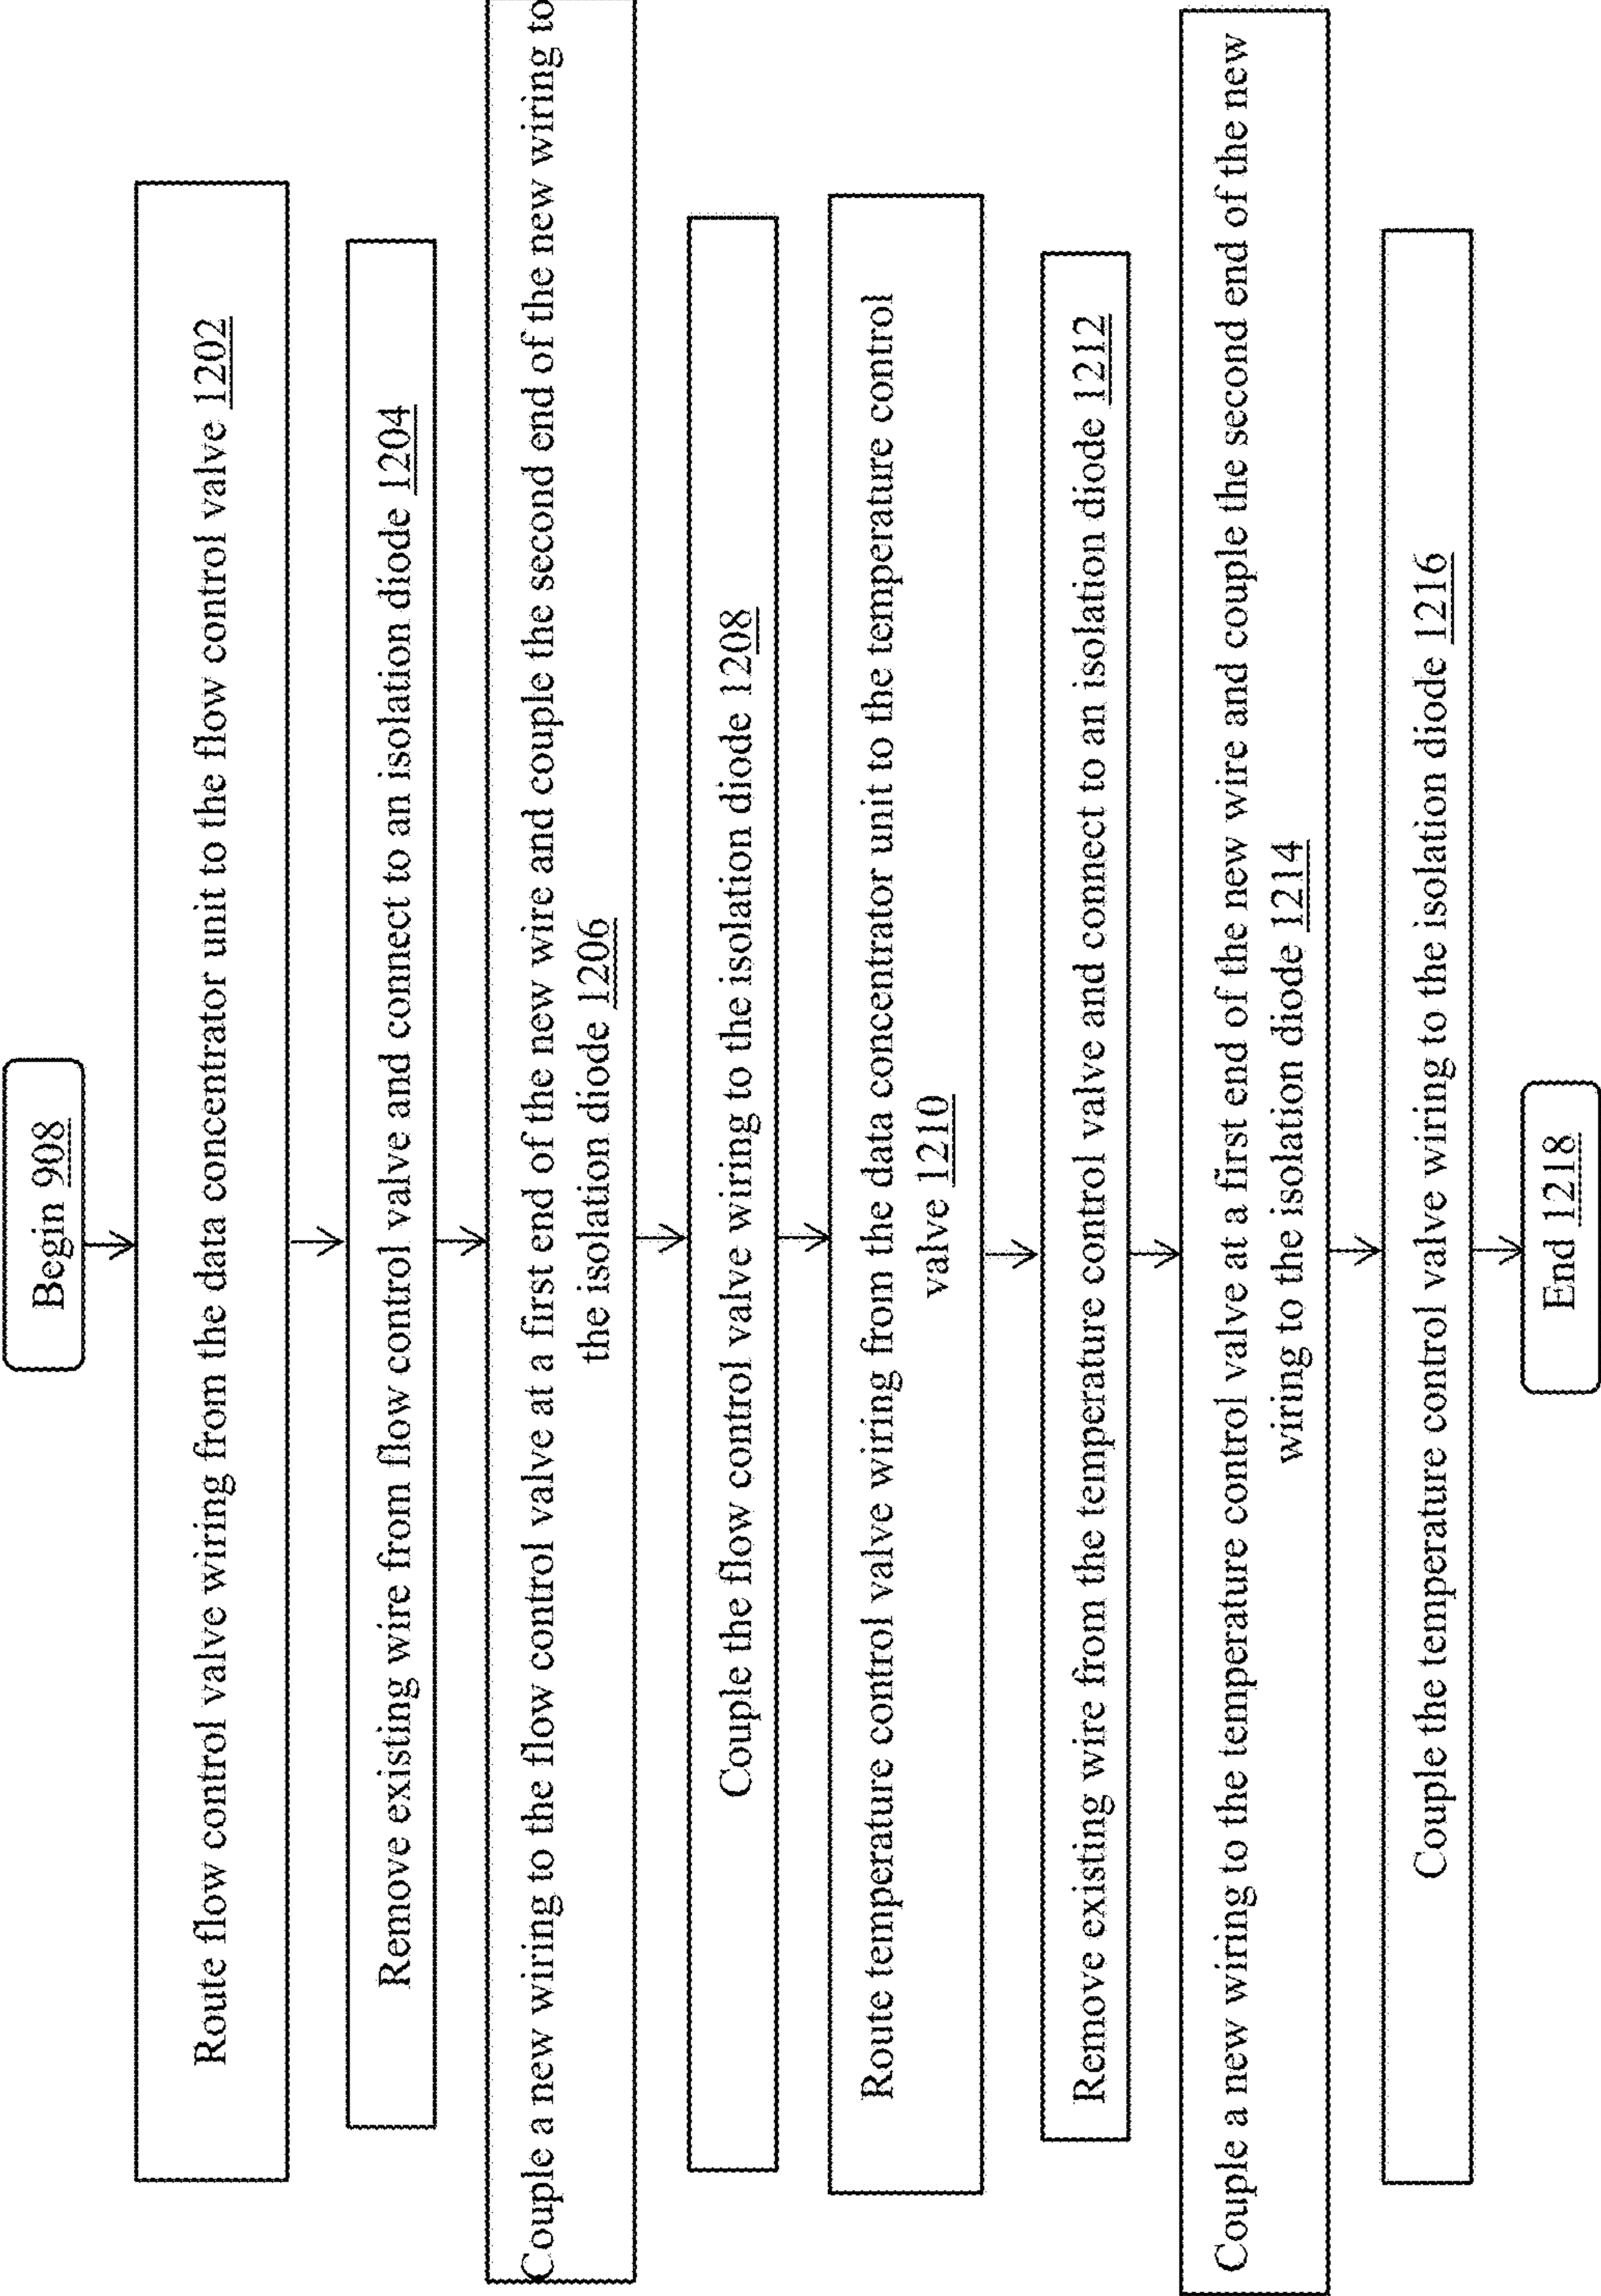 Begin 908
Route flow control valve wiring from the data concentrator unit to the flow control valve 1202
Remove existing wire from flow control valve and connect to an isolation diode 1204
Couple a new wiring to the flow control valve at a first end of the new wire and couple the second end of the new wiring to
the isolation diode 1206
Couple the flow control valve wiring to the isolation diode 1208
Route temperature control valve wiring from the data concentrator unit to the temperature control
valve 1210
Remove existing wire from the temperature control valve and connect to an isolation diode 1212
Couple a new wiring to the temperature control valve at a first end of the new wire and couple the second end of the new
wiring to the isolation diode 1214
Couple the temperature control valve wiring to the isolation diode 1216
End 1218